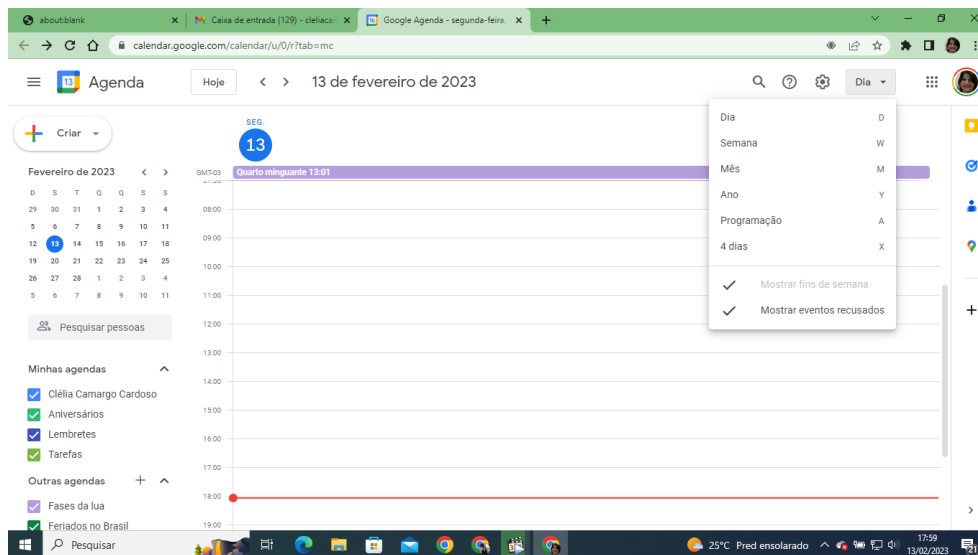 about:blank
Caixa de entrada (129) - cleliacan
Google Agenda - segunda-feira,
calendar.google.com/calendar/u/0/r?tab=mc
13
Agenda
Hoje
13 de fevereiro de 2023
Dia
Criar
SEG.
13
Fevereiro de 2023
GMT-03
Quarto minguante 13:01
D S T Q Q S S
29 30 31 1 2 3 4
5 6 7 8 9 10 11
12 13 14 15 16 17 18
19 20 21 22 23 24 25
26 27 28 1 2 3 4
5 6 7 8 9 10 11
Pesquisar pessoas
Minhas agendas
Clélia Camargo Cardoso
Aniversários
Lembretes
Tarefas
Outras agendas
Fases da lua
Feriados no Brasil
08:00
09:00
10:00
11:00
12:00
13:00
14:00
15:00
16:00
17:00
18:00
19:00
Dia D
Semana W
Mês M
Ano Y
Programação A
4 dias X
Mostrar fins de semana
Mostrar eventos recusados
Pesquisar
25°C Pred ensolarado
17:59
13/02/2023